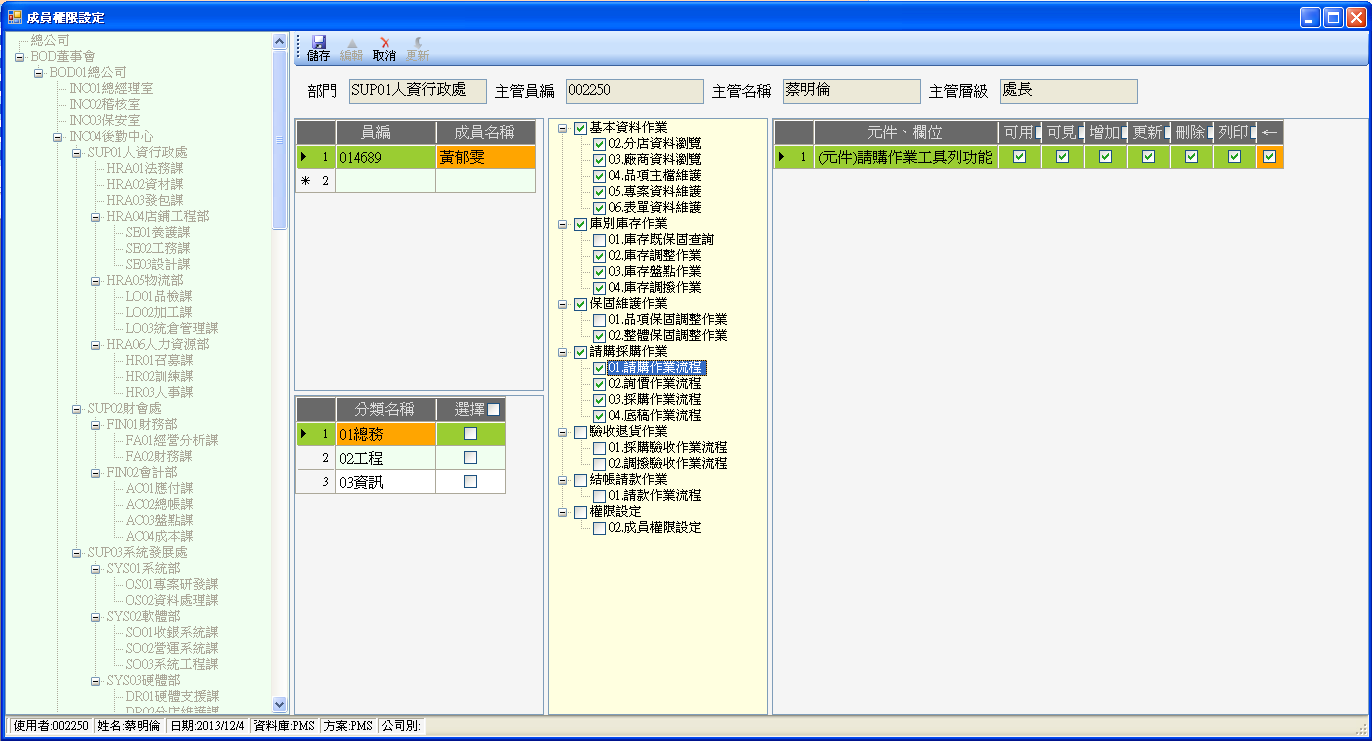 成員權限設定
總公司
BOD董事會
BOD01總公司
INC01總經理室
INC02稽核室
INC03保安室
INC04後勤中心
SUP01人資行政處
HRA01法務課
HRA02資材課
HRA03發包課
HRA04店鋪工程部
SE01養護課
SE02工務課
SE03設計課
HRA05物流部
LO01品檢課
LO02加工課
LO03統倉管理課
HRA06人力資源部
HR01召募課
HR02訓練課
HR03人事課
SUP02財會處
FIN01財務部
FA01經營分析課
FA02財務課
FIN02會計部
AC01應付課
AC02總帳課
AC03盤點課
AC04成本課
SUP03系統發展處
SYS01系統部
OS01專案研發課
OS02資料處理課
SYS02軟體部
SO01收銀系統課
SO02營運系統課
SO03系統工程課
SYS03硬體部
DR01硬體支援課
DR02分店維護課
儲存 編輯 取消 更新
部門 SUP01人資行政處 主管員編 002250 主管名稱 蔡明倫 主管層級 處長
員編 成員名稱
1 014689 黃郁雯
* 2
分類名稱 選擇
1 01總務
2 02工程
3 03資訊
基本資料作業
02.分店資料瀏覽
03.廠商資料瀏覽
04.品項主檔維護
05.專案資料維護
06.表單資料維護
庫別庫存作業
01.庫存既保固查詢
02.庫存調整作業
03.庫存盤點作業
04.庫存調撥作業
保固維護作業
01.品項保固調整作業
02.整體保固調整作業
請購採購作業
01.請購作業流程
02.詢價作業流程
03.採購作業流程
04.底稿作業流程
驗收退貨作業
01.採購驗收作業流程
02.調撥驗收作業流程
結帳請款作業
01.請款作業流程
權限設定
02.成員權限設定
元件、欄位 可用 可見 增加 更新 刪除 列印 ←
1 (元件)請購作業工具列功能
使用者:002250 姓名:蔡明倫 日期:2013/12/4 資料庫:PMS 方案:PMS 公司別: